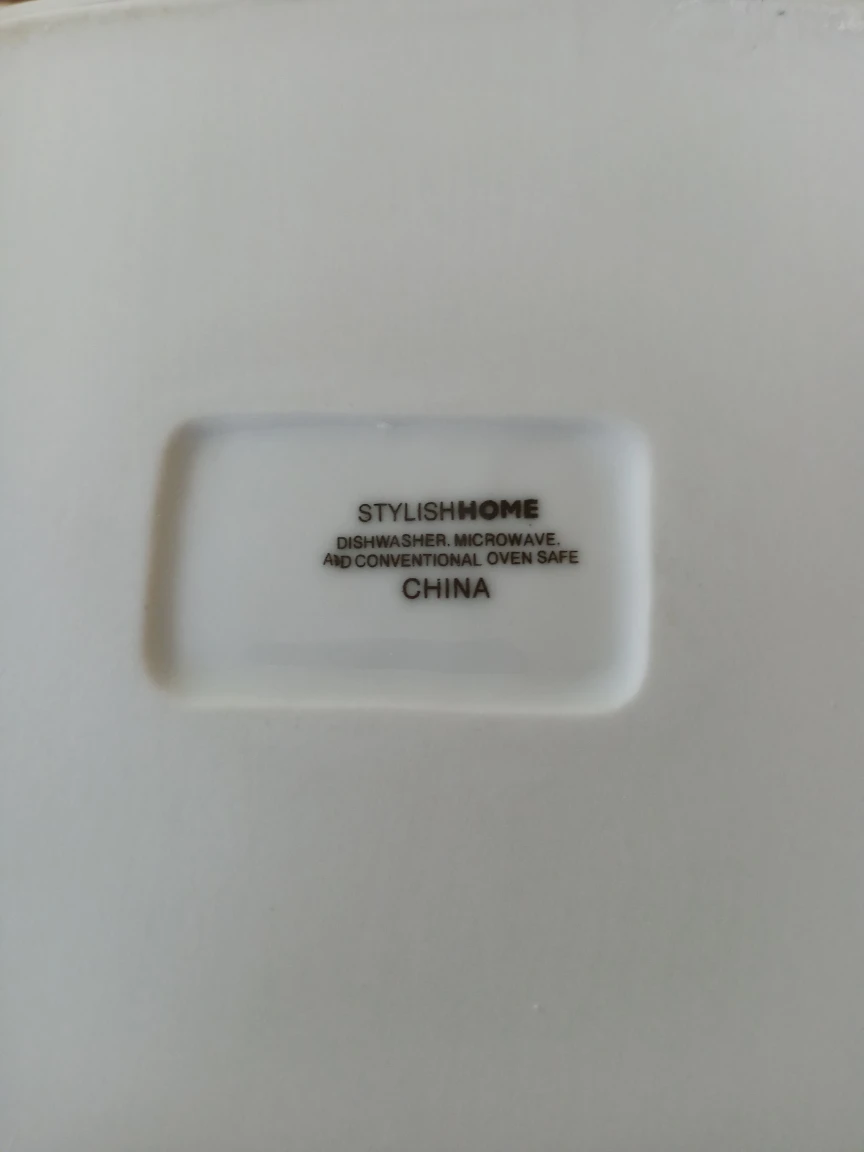 STYLISHHOME
DISHWASHER. MICROWAVE.
AND CONVENTIONAL OVEN SAFE
CHINA